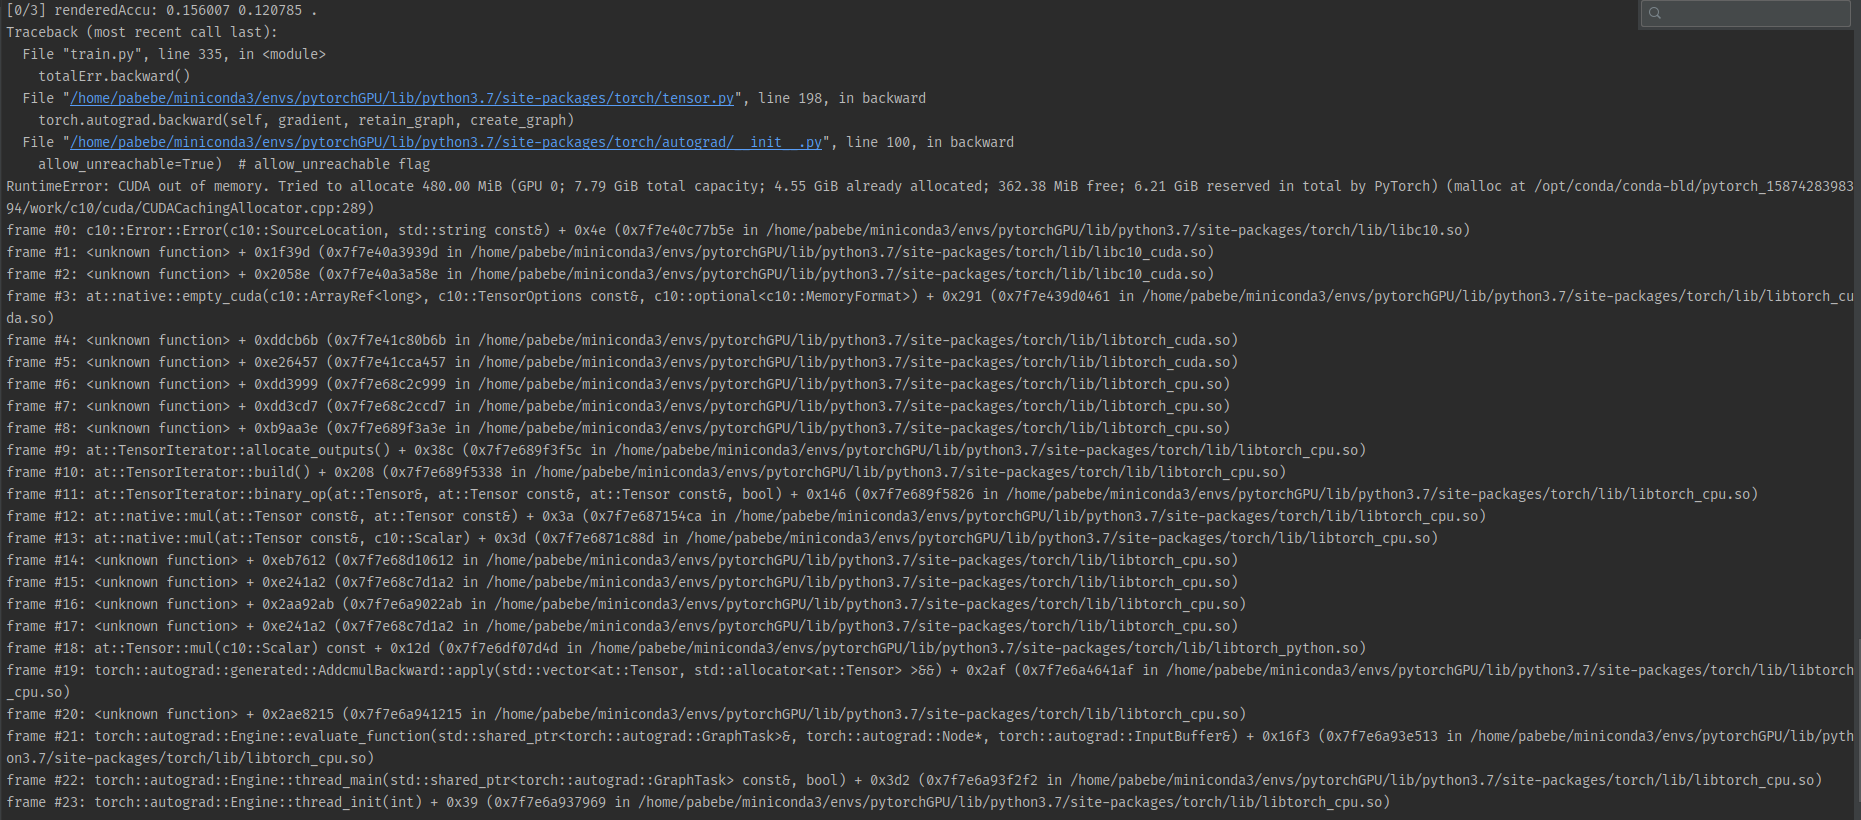 [0/3] renderedAccu: 0.156007 0.120785 .
Traceback (most recent call last):
  File "train.py", line 335, in <module>
    totalErr.backward()
  File "/home/pabebe/miniconda3/envs/pytorchGPU/lib/python3.7/site-packages/torch/tensor.py", line 198, in backward
    torch.autograd.backward(self, gradient, retain_graph, create_graph)
  File "/home/pabebe/miniconda3/envs/pytorchGPU/lib/python3.7/site-packages/torch/autograd/__init__.py", line 100, in backward
    allow_unreachable=True)  # allow_unreachable flag
RuntimeError: CUDA out of memory. Tried to allocate 480.00 MiB (GPU 0; 7.79 GiB total capacity; 4.55 GiB already allocated; 362.38 MiB free; 6.21 GiB reserved in total by PyTorch) (malloc at /opt/conda/conda-bld/pytorch_15874283983
94/work/c10/cuda/CUDACachingAllocator.cpp:289)
frame #0: c10::Error::Error(c10::SourceLocation, std::string const&) + 0x4e (0x7f7e40c77b5e in /home/pabebe/miniconda3/envs/pytorchGPU/lib/python3.7/site-packages/torch/lib/libc10.so)
frame #1: <unknown function> + 0x1f39d (0x7f7e40a3939d in /home/pabebe/miniconda3/envs/pytorchGPU/lib/python3.7/site-packages/torch/lib/libc10_cuda.so)
frame #2: <unknown function> + 0x2058e (0x7f7e40a3a58e in /home/pabebe/miniconda3/envs/pytorchGPU/lib/python3.7/site-packages/torch/lib/libc10_cuda.so)
frame #3: at::native::empty_cuda(c10::ArrayRef<long>, c10::TensorOptions const&, c10::optional<c10::MemoryFormat>) + 0x291 (0x7f7e439d0461 in /home/pabebe/miniconda3/envs/pytorchGPU/lib/python3.7/site-packages/torch/lib/libtorch_cu
da.so)
frame #4: <unknown function> + 0xddcb6b (0x7f7e41c80b6b in /home/pabebe/miniconda3/envs/pytorchGPU/lib/python3.7/site-packages/torch/lib/libtorch_cuda.so)
frame #5: <unknown function> + 0xe26457 (0x7f7e41cca457 in /home/pabebe/miniconda3/envs/pytorchGPU/lib/python3.7/site-packages/torch/lib/libtorch_cuda.so)
frame #6: <unknown function> + 0xdd3999 (0x7f7e68c2c999 in /home/pabebe/miniconda3/envs/pytorchGPU/lib/python3.7/site-packages/torch/lib/libtorch_cpu.so)
frame #7: <unknown function> + 0xdd3cd7 (0x7f7e68c2ccd7 in /home/pabebe/miniconda3/envs/pytorchGPU/lib/python3.7/site-packages/torch/lib/libtorch_cpu.so)
frame #8: <unknown function> + 0xb9aa3e (0x7f7e689f3a3e in /home/pabebe/miniconda3/envs/pytorchGPU/lib/python3.7/site-packages/torch/lib/libtorch_cpu.so)
frame #9: at::TensorIterator::allocate_outputs() + 0x38c (0x7f7e689f3f5c in /home/pabebe/miniconda3/envs/pytorchGPU/lib/python3.7/site-packages/torch/lib/libtorch_cpu.so)
frame #10: at::TensorIterator::build() + 0x208 (0x7f7e689f5338 in /home/pabebe/miniconda3/envs/pytorchGPU/lib/python3.7/site-packages/torch/lib/libtorch_cpu.so)
frame #11: at::TensorIterator::binary_op(at::Tensor&, at::Tensor const&, at::Tensor const&, bool) + 0x146 (0x7f7e689f5826 in /home/pabebe/miniconda3/envs/pytorchGPU/lib/python3.7/site-packages/torch/lib/libtorch_cpu.so)
frame #12: at::native::mul(at::Tensor const&, at::Tensor const&) + 0x3a (0x7f7e687154ca in /home/pabebe/miniconda3/envs/pytorchGPU/lib/python3.7/site-packages/torch/lib/libtorch_cpu.so)
frame #13: at::native::mul(at::Tensor const&, c10::Scalar) + 0x3d (0x7f7e6871c88d in /home/pabebe/miniconda3/envs/pytorchGPU/lib/python3.7/site-packages/torch/lib/libtorch_cpu.so)
frame #14: <unknown function> + 0xeb7612 (0x7f7e68d10612 in /home/pabebe/miniconda3/envs/pytorchGPU/lib/python3.7/site-packages/torch/lib/libtorch_cpu.so)
frame #15: <unknown function> + 0xe241a2 (0x7f7e68c7d1a2 in /home/pabebe/miniconda3/envs/pytorchGPU/lib/python3.7/site-packages/torch/lib/libtorch_cpu.so)
frame #16: <unknown function> + 0x2aa92ab (0x7f7e6a9022ab in /home/pabebe/miniconda3/envs/pytorchGPU/lib/python3.7/site-packages/torch/lib/libtorch_cpu.so)
frame #17: <unknown function> + 0xe241a2 (0x7f7e68c7d1a2 in /home/pabebe/miniconda3/envs/pytorchGPU/lib/python3.7/site-packages/torch/lib/libtorch_cpu.so)
frame #18: at::Tensor::mul(c10::Scalar) const + 0x12d (0x7f7e6df07d4d in /home/pabebe/miniconda3/envs/pytorchGPU/lib/python3.7/site-packages/torch/lib/libtorch_python.so)
frame #19: torch::autograd::generated::AddcmulBackward::apply(std::vector<at::Tensor, std::allocator<at::Tensor> >&&) + 0x2af (0x7f7e6a4641af in /home/pabebe/miniconda3/envs/pytorchGPU/lib/python3.7/site-packages/torch/lib/libtorch
_cpu.so)
frame #20: <unknown function> + 0x2ae8215 (0x7f7e6a941215 in /home/pabebe/miniconda3/envs/pytorchGPU/lib/python3.7/site-packages/torch/lib/libtorch_cpu.so)
frame #21: torch::autograd::Engine::evaluate_function(std::shared_ptr<torch::autograd::GraphTask>&, torch::autograd::Node*, torch::autograd::InputBuffer&) + 0x16f3 (0x7f7e6a93e513 in /home/pabebe/miniconda3/envs/pytorchGPU/lib/pyth
on3.7/site-packages/torch/lib/libtorch_cpu.so)
frame #22: torch::autograd::Engine::thread_main(std::shared_ptr<torch::autograd::GraphTask> const&, bool) + 0x3d2 (0x7f7e6a93f2f2 in /home/pabebe/miniconda3/envs/pytorchGPU/lib/python3.7/site-packages/torch/lib/libtorch_cpu.so)
frame #23: torch::autograd::Engine::thread_init(int) + 0x39 (0x7f7e6a937969 in /home/pabebe/miniconda3/envs/pytorchGPU/lib/python3.7/site-packages/torch/lib/libtorch_cpu.so)